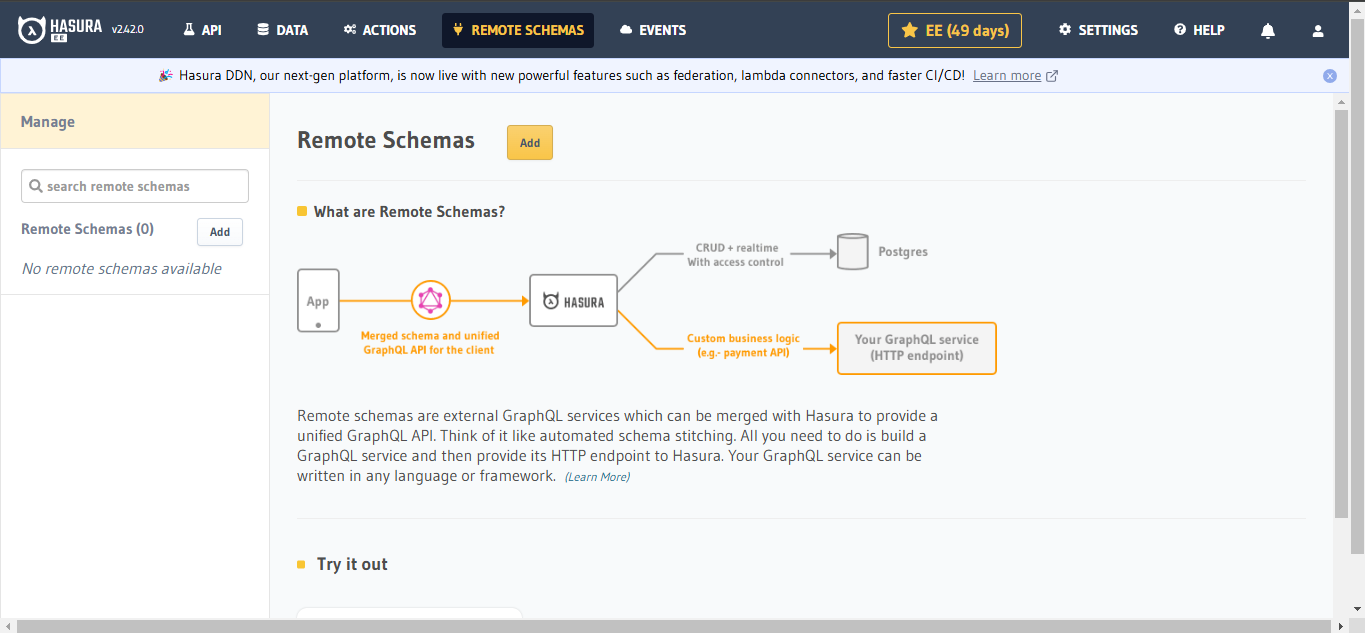 HASURA
EE
v2.42.0
API
DATA
ACTIONS
REMOTE SCHEMAS
EVENTS
EE (49 days)
SETTINGS
HELP
Hasura DDN, our next-gen platform, is now live with new powerful features such as federation, lambda connectors, and faster CI/CD! Learn more
Manage
search remote schemas
Remote Schemas (0)
Add
No remote schemas available
Remote Schemas
Add
What are Remote Schemas?
App
Merged schema and unified
GraphQL API for the client
HASURA
CRUD + realtime
With access control
Postgres
Custom business logic
(e.g.- payment API)
Your GraphQL service
(HTTP endpoint)
Remote schemas are external GraphQL services which can be merged with Hasura to provide a
unified GraphQL API. Think of it like automated schema stitching. All you need to do is build a
GraphQL service and then provide its HTTP endpoint to Hasura. Your GraphQL service can be
written in any language or framework. (Learn More)
Try it out